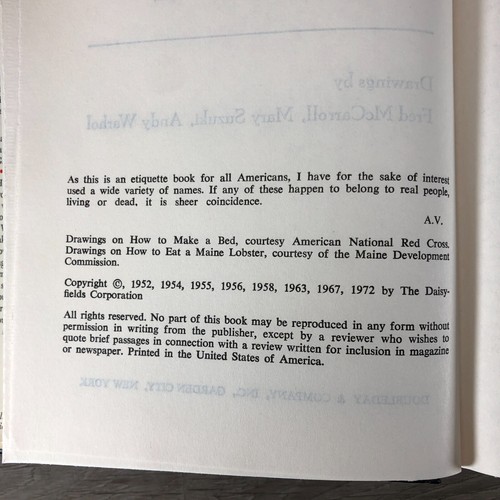 Drawings by
Fred McCarroll, Mary Suzuki, Andy Warhol
As this is an etiquette book for all Americans, I have for the sake of interest
used a wide variety of names. If any of these happen to belong to real people,
living or dead, it is sheer coincidence.
A.V.
Drawings on How to Make a Bed, courtesy American National Red Cross.
Drawings on How to Eat a Maine Lobster, courtesy of the Maine Development
Commission.
Copyright ©, 1952, 1954, 1955, 1956, 1958, 1963, 1967, 1972 by The Daisy-
fields Corporation
All rights reserved. No part of this book may be reproduced in any form without
permission in writing from the publisher, except by a reviewer who wishes to
quote brief passages in connection with a review written for inclusion in magazine
or newspaper. Printed in the United States of America.
DOUBLEDAY & COMPANY, INC., GARDEN CITY, NEW YORK